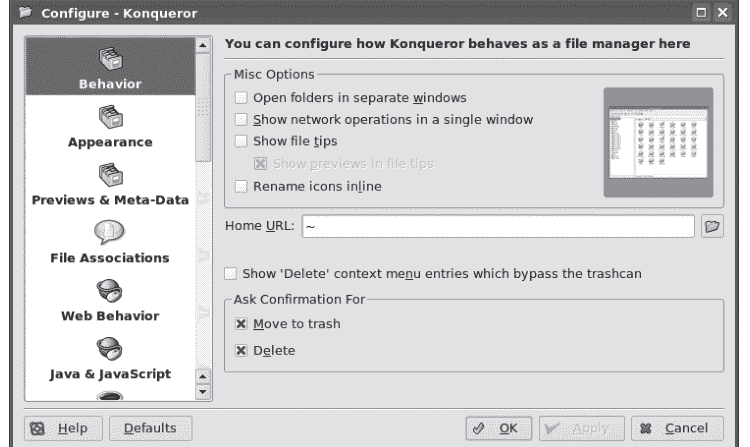 Configure - Konqueror
Behavior
Appearance
Previews & Meta-Data
File Associations
Web Behavior
Java & JavaScript
You can configure how Konqueror behaves as a file manager here
Misc Options
Open folders in separate windows
Show network operations in a single window
Show file tips
Show previews in file tips
Rename icons inline
Home URL: ~
Show 'Delete' context menu entries which bypass the trashcan
Ask Confirmation For
Move to trash
Delete
Help Defaults OK Apply Cancel